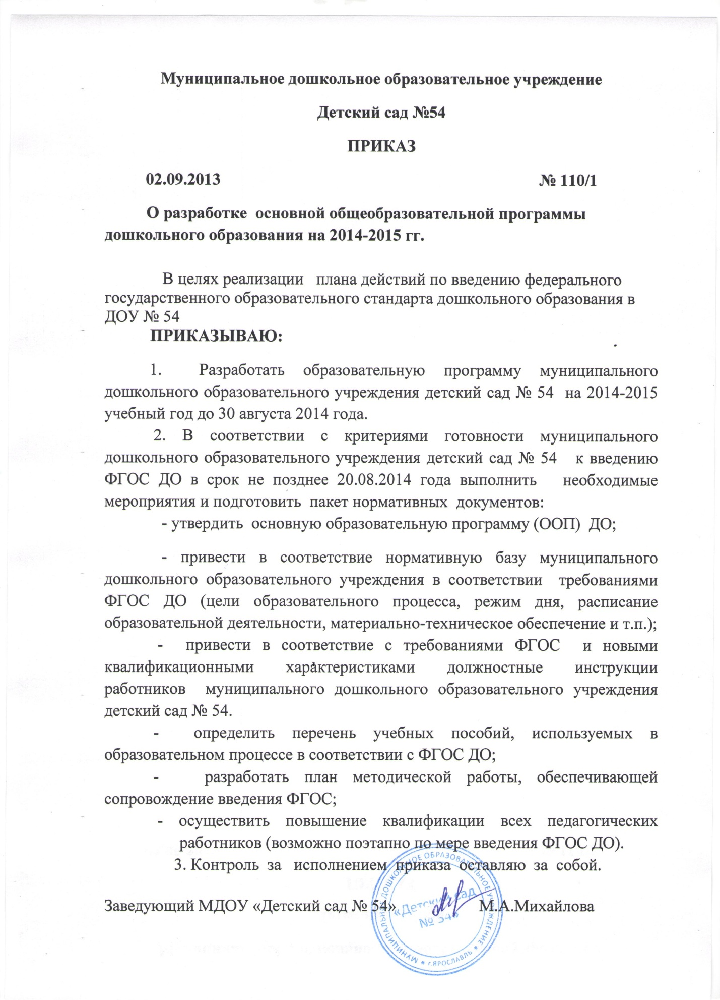 Муниципальное дошкольное образовательное учреждение
Детский сад №54
ПРИКАЗ
02.09.2013 № 110/1
О разработке основной общеобразовательной программы
дошкольного образования на 2014-2015 гг.
В целях реализации плана действий по введению федерального
государственного образовательного стандарта дошкольного образования в
ДОУ № 54
ПРИКАЗЫВАЮ:
1. Разработать образовательную программу муниципального
дошкольного образовательного учреждения детский сад № 54 на 2014-2015
учебный год до 30 августа 2014 года.
2. В соответствии с критериями готовности муниципального
дошкольного образовательного учреждения детский сад № 54 к введению
ФГОС ДО в срок не позднее 20.08.2014 года выполнить необходимые
мероприятия и подготовить пакет нормативных документов:
- утвердить основную образовательную программу (ООП) ДО;
- привести в соответствие нормативную базу муниципального
дошкольного образовательного учреждения в соответствии требованиями
ФГОС ДО (цели образовательного процесса, режим дня, расписание
образовательной деятельности, материально-техническое обеспечение и т.п.);
- привести в соответствие с требованиями ФГОС и новыми
квалификационными характеристиками должностные инструкции
работников муниципального дошкольного образовательного учреждения
детский сад № 54.
- определить перечень учебных пособий, используемых в
образовательном процессе в соответствии с ФГОС ДО;
- разработать план методической работы, обеспечивающей
сопровождение введения ФГОС;
- осуществить повышение квалификации всех педагогических
работников (возможно поэтапно по мере введения ФГОС ДО).
3. Контроль за исполнением приказа оставляю за собой.
Заведующий МДОУ «Детский сад № 54» М.А.Михайлова
МУНИЦИПАЛЬНОЕ ДОШКОЛЬНОЕ ОБРАЗОВАТЕЛЬНОЕ УЧРЕЖДЕНИЕ * г.ЯРОСЛАВЛЬ *
«Детский сад
№ 54»